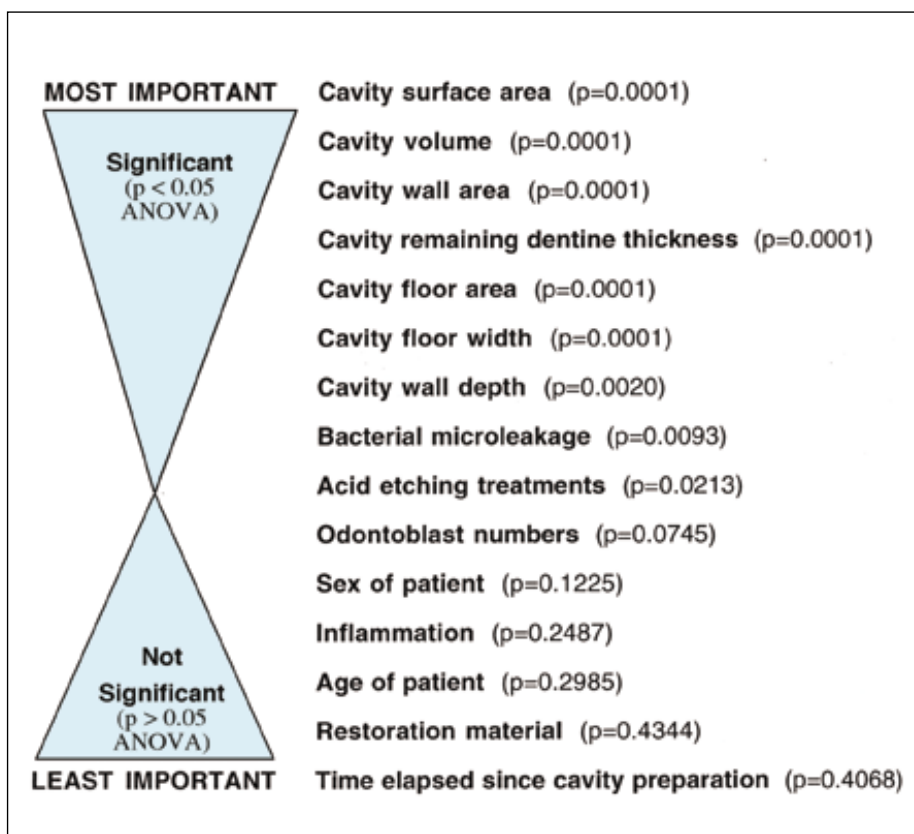 MOST IMPORTANT
Significant
(p < 0.05
ANOVA)
Not
Significant
(p > 0.05
ANOVA)
LEAST IMPORTANT
Cavity surface area (p=0.0001)
Cavity volume (p=0.0001)
Cavity wall area (p=0.0001)
Cavity remaining dentine thickness (p=0.0001)
Cavity floor area (p=0.0001)
Cavity floor width (p=0.0001)
Cavity wall depth (p=0.0020)
Bacterial microleakage (p=0.0093)
Acid etching treatments (p=0.0213)
Odontoblast numbers (p=0.0745)
Sex of patient (p=0.1225)
Inflammation (p=0.2487)
Age of patient (p=0.2985)
Restoration material (p=0.4344)
Time elapsed since cavity preparation (p=0.4068)